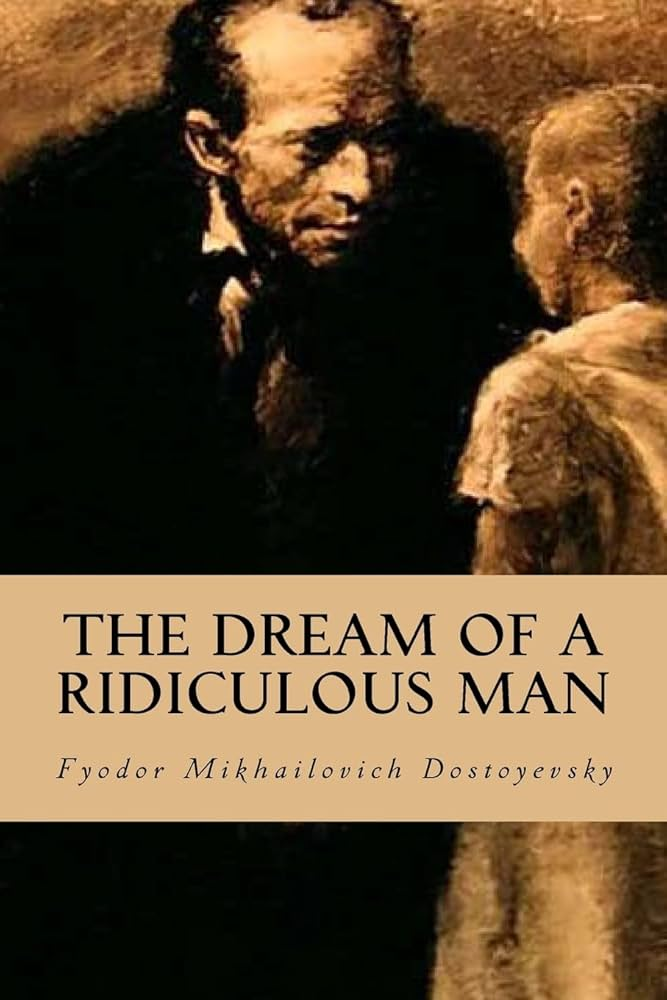 THE DREAM OF A
RIDICULOUS MAN
Fyodor Mikhailovich Dostoyevsky